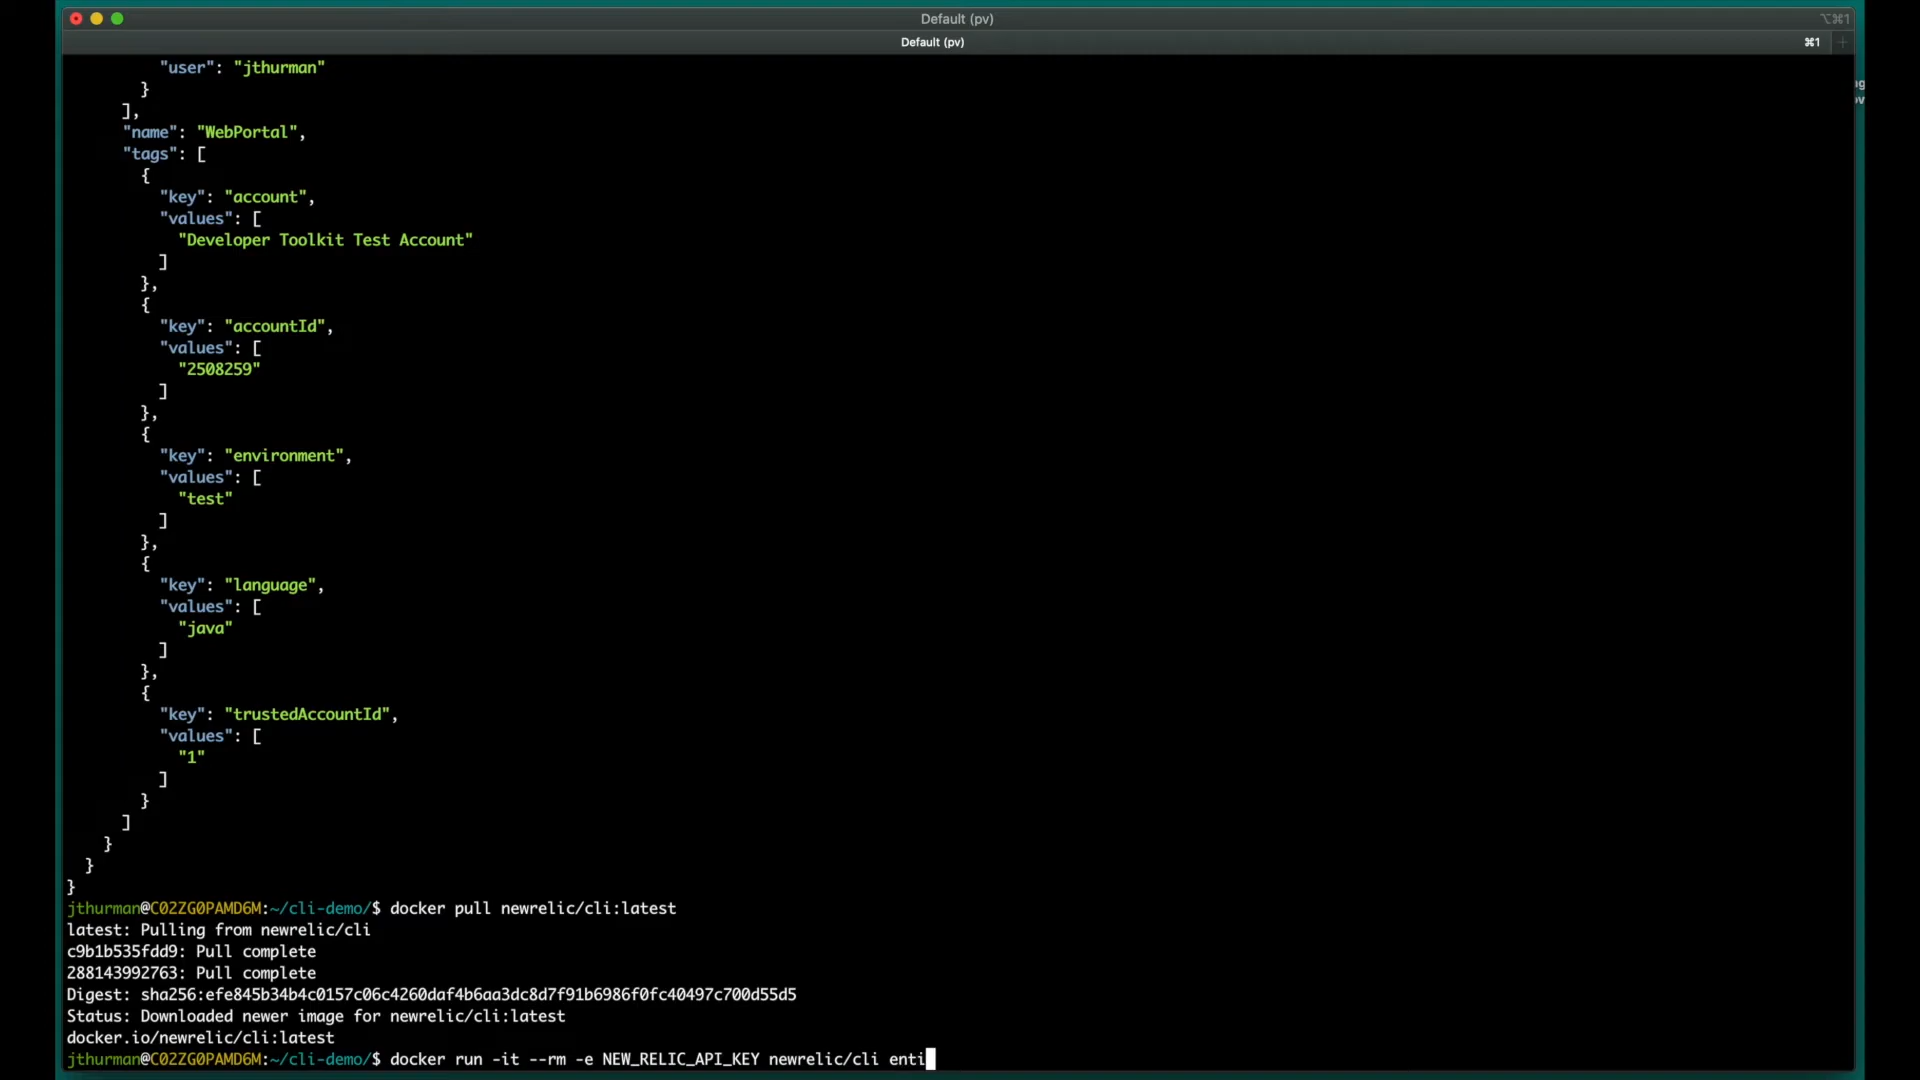 Default (pv)
⌥⌘1
Default (pv)
⌘1
"user": "jthurman"
}
],
"name": "WebPortal",
"tags": [
{
"key": "account",
"values": [
"Developer Toolkit Test Account"
]
},
{
"key": "accountId",
"values": [
"2508259"
]
},
{
"key": "environment",
"values": [
"test"
]
},
{
"key": "language",
"values": [
"java"
]
},
{
"key": "trustedAccountId",
"values": [
"1"
]
}
]
}
}
}
jthurman@C02ZG0PAMD6M:~/cli-demo/$ docker pull newrelic/cli:latest
latest: Pulling from newrelic/cli
c9b1b535fdd9: Pull complete
288143992763: Pull complete
Digest: sha256:efe845b34b4c0157c06c4260daf4b6aa3dc8d7f91b6986f0fc40497c700d55d5
Status: Downloaded newer image for newrelic/cli:latest
docker.io/newrelic/cli:latest
jthurman@C02ZG0PAMD6M:~/cli-demo/$ docker run -it --rm -e NEW_RELIC_API_KEY newrelic/cli enti